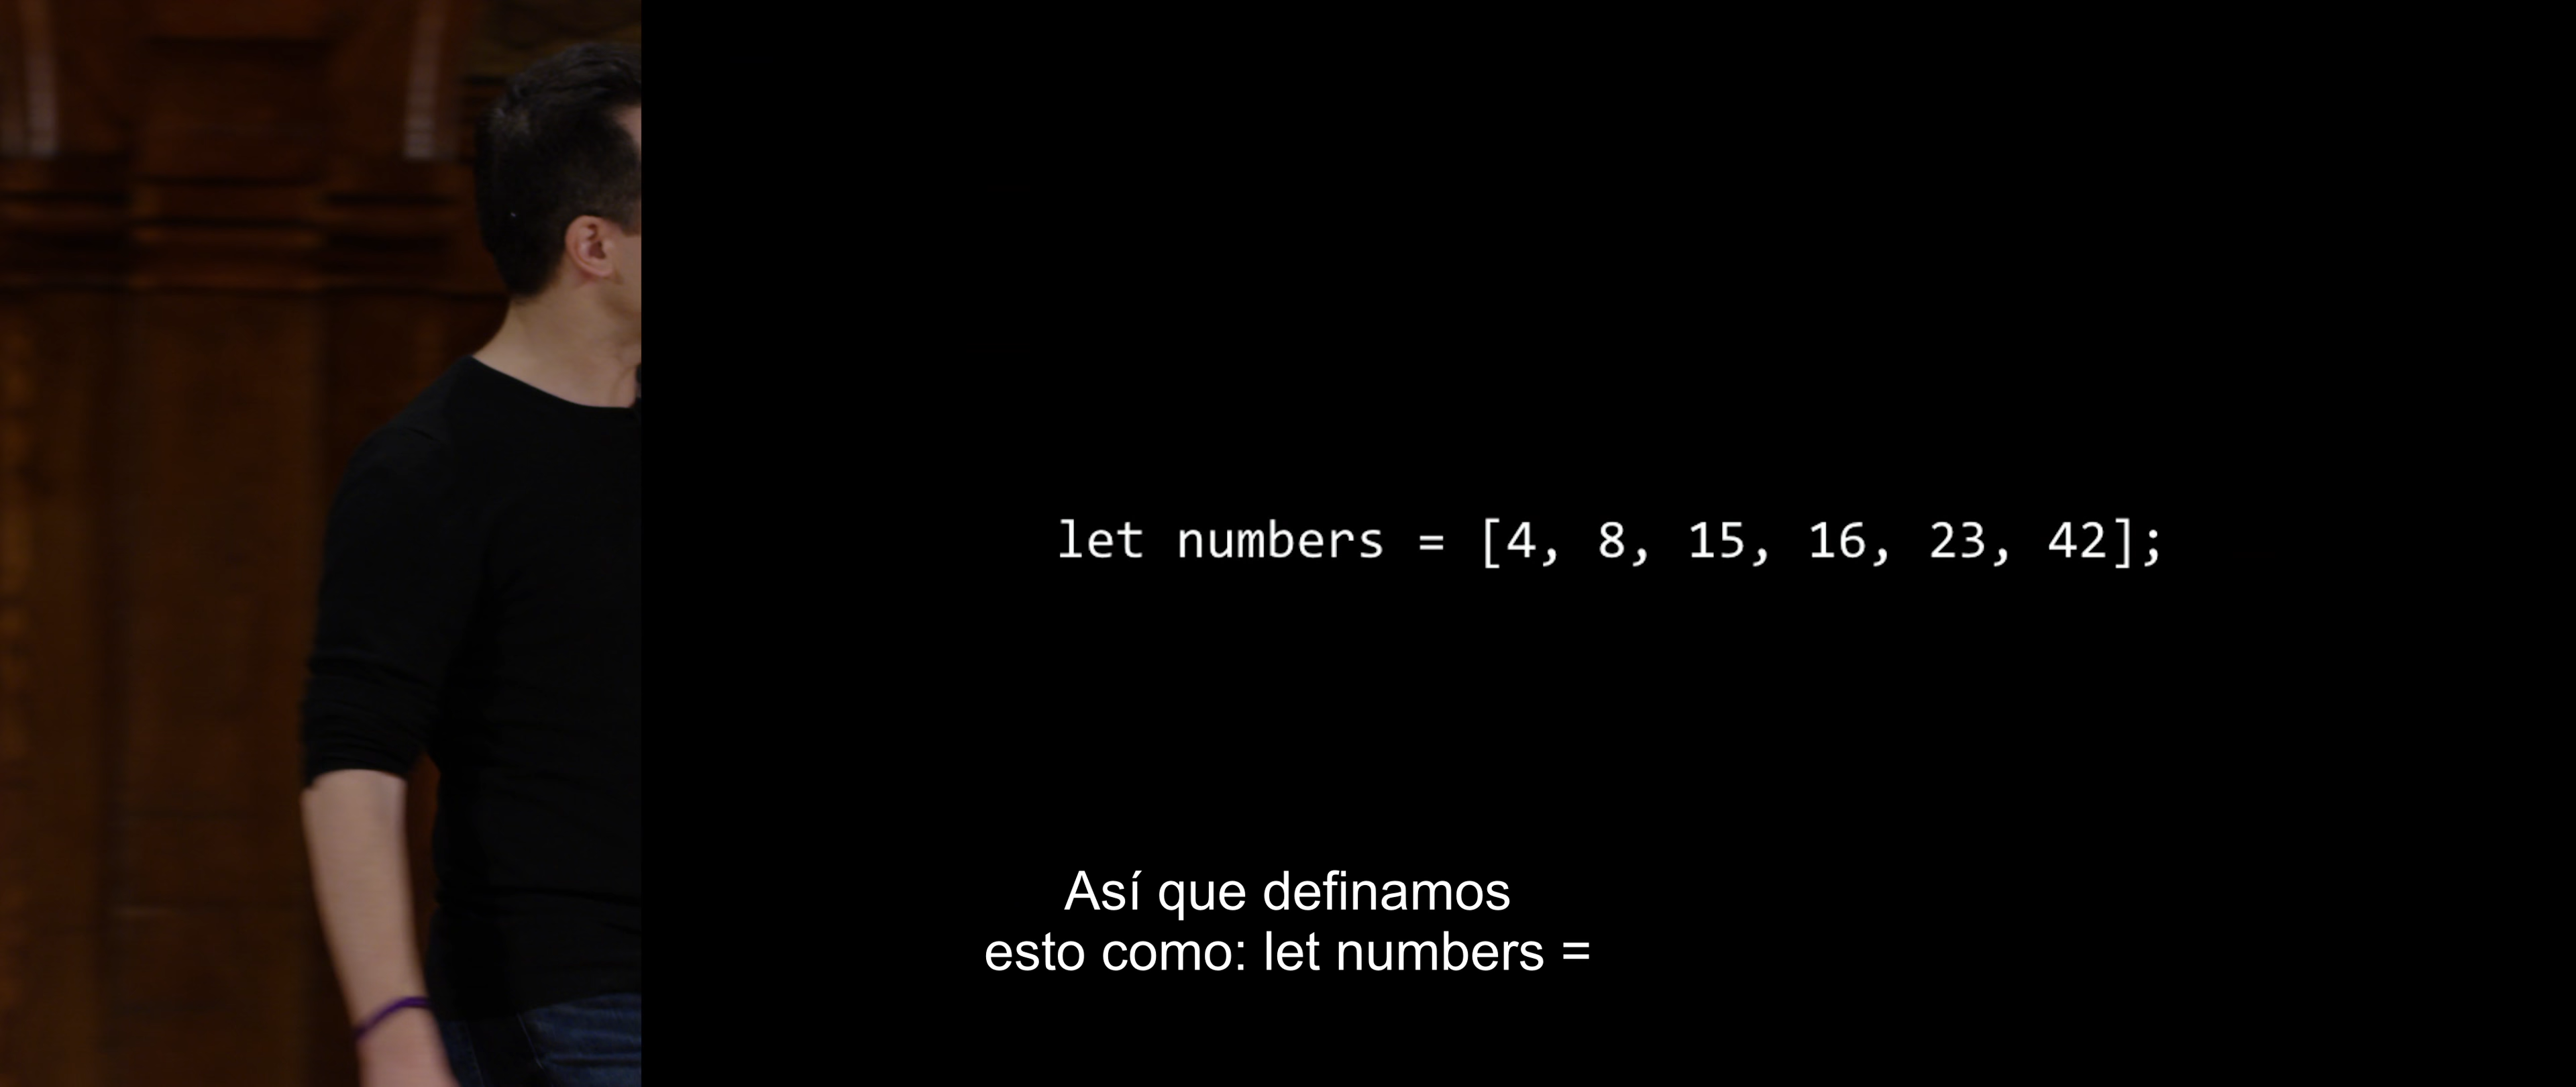 let numbers = [4, 8, 15, 16, 23, 42];
Así que definamos
esto como: let numbers =